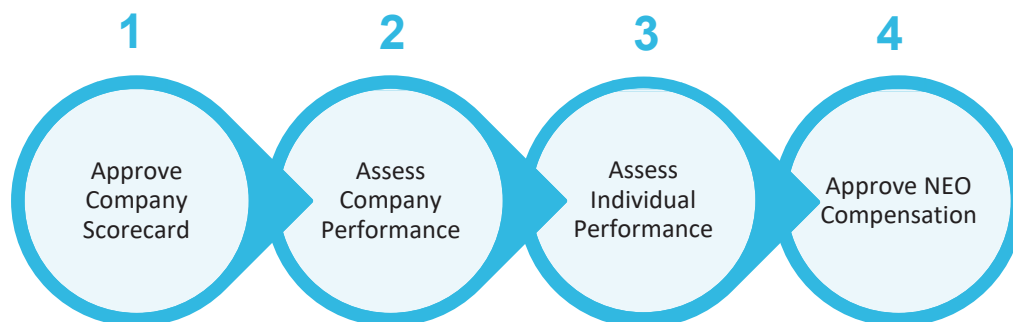 1
2
3
4
Approve
Company
Scorecard
Assess
Company
Performance
Assess
Individual
Performance
Approve NEO
Compensation